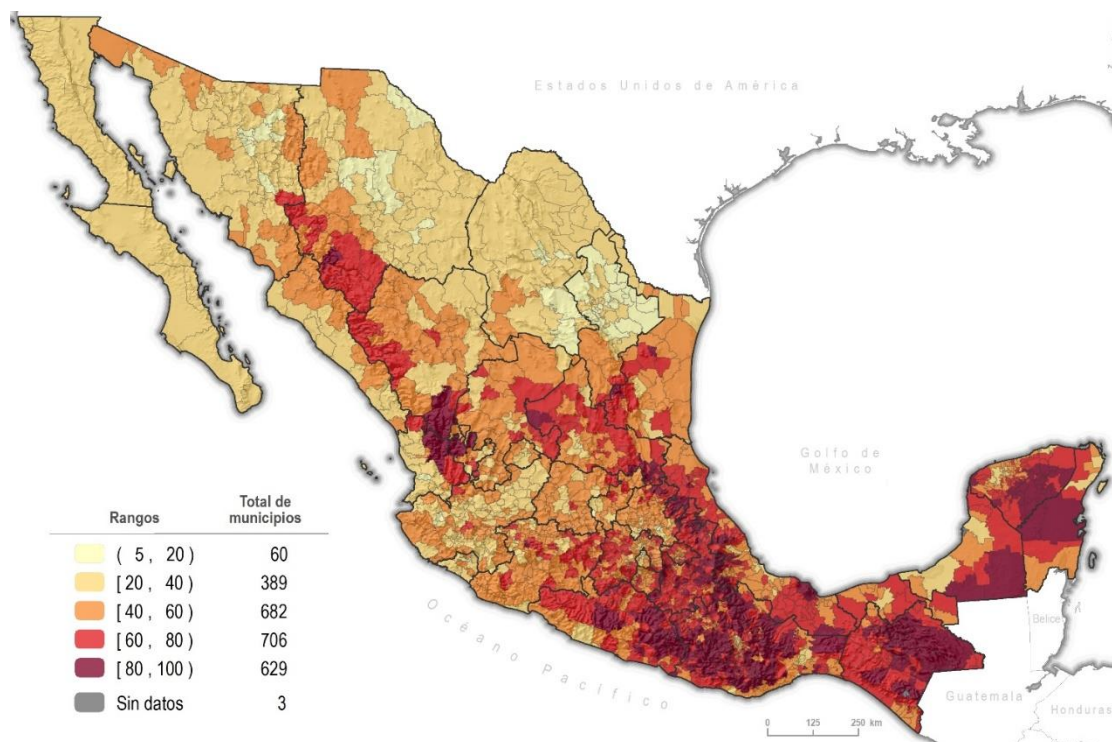 Estados Unidos de América
Golfo de
México
Océano Pacífico
Belice
Guatemala
Honduras
Rangos
Total de
municipios
( 5 , 20) 60
[20 , 40) 389
[40 , 60) 682
[60 , 80) 706
[80 , 100) 629
Sin datos 3
0 125 250 km